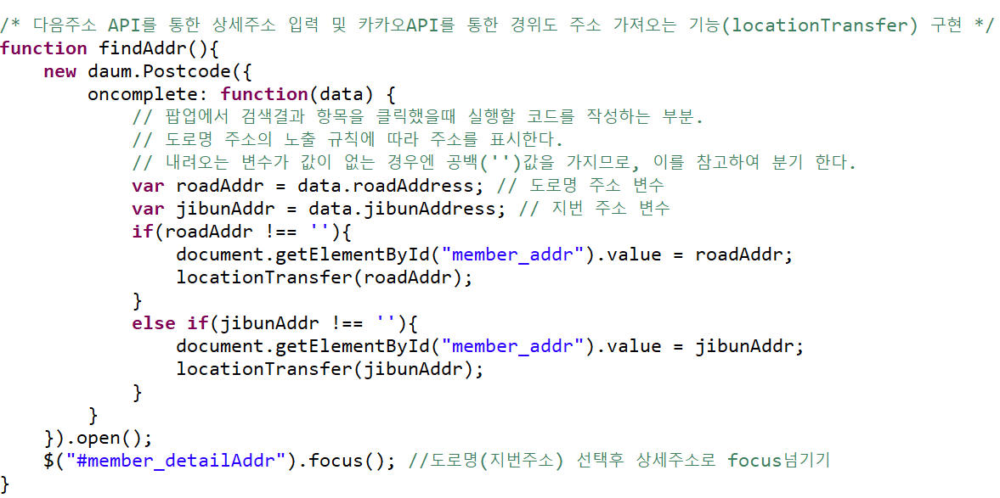 /* 다음주소 API를 통한 상세주소 입력 및 카카오API를 통한 경위도 주소 가져오는 기능(locationTransfer) 구현 */
function findAddr(){
    new daum.Postcode({
        oncomplete: function(data) {
            // 팝업에서 검색결과 항목을 클릭했을때 실행할 코드를 작성하는 부분.
            // 도로명 주소의 노출 규칙에 따라 주소를 표시한다.
            // 내려오는 변수가 값이 없는 경우엔 공백('')값을 가지므로, 이를 참고하여 분기 한다.
            var roadAddr = data.roadAddress; // 도로명 주소 변수
            var jibunAddr = data.jibunAddress; // 지번 주소 변수
            if(roadAddr !== ''){
                document.getElementById("member_addr").value = roadAddr;
                locationTransfer(roadAddr);
            }
            else if(jibunAddr !== ''){
                document.getElementById("member_addr").value = jibunAddr;
                locationTransfer(jibunAddr);
            }
        }
    }).open();
    $("#member_detailAddr").focus(); //도로명(지번주소) 선택후 상세주소로 focus넘기기
}